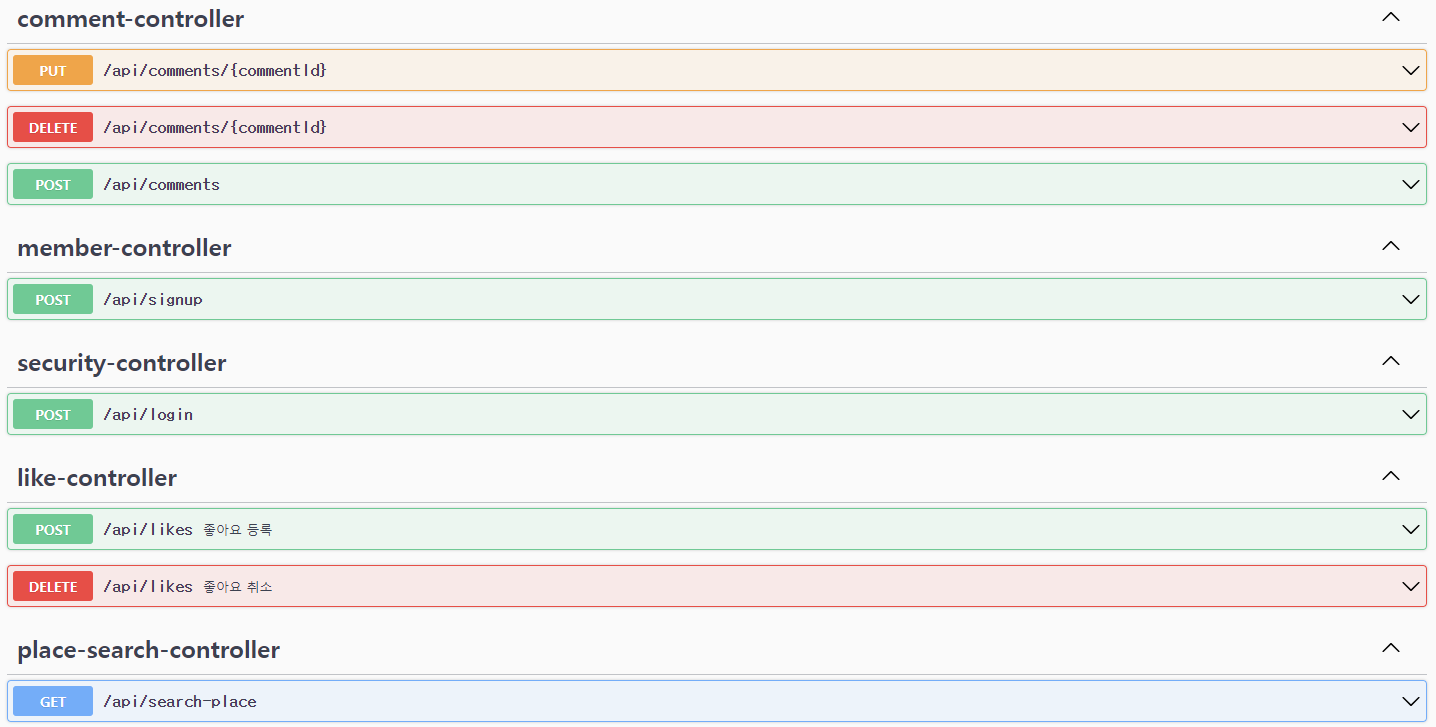 comment-controller
PUT /api/comments/{commentId}
DELETE /api/comments/{commentId}
POST /api/comments
member-controller
POST /api/signup
security-controller
POST /api/login
like-controller
POST /api/likes 좋아요 등록
DELETE /api/likes 좋아요 취소
place-search-controller
GET /api/search-place